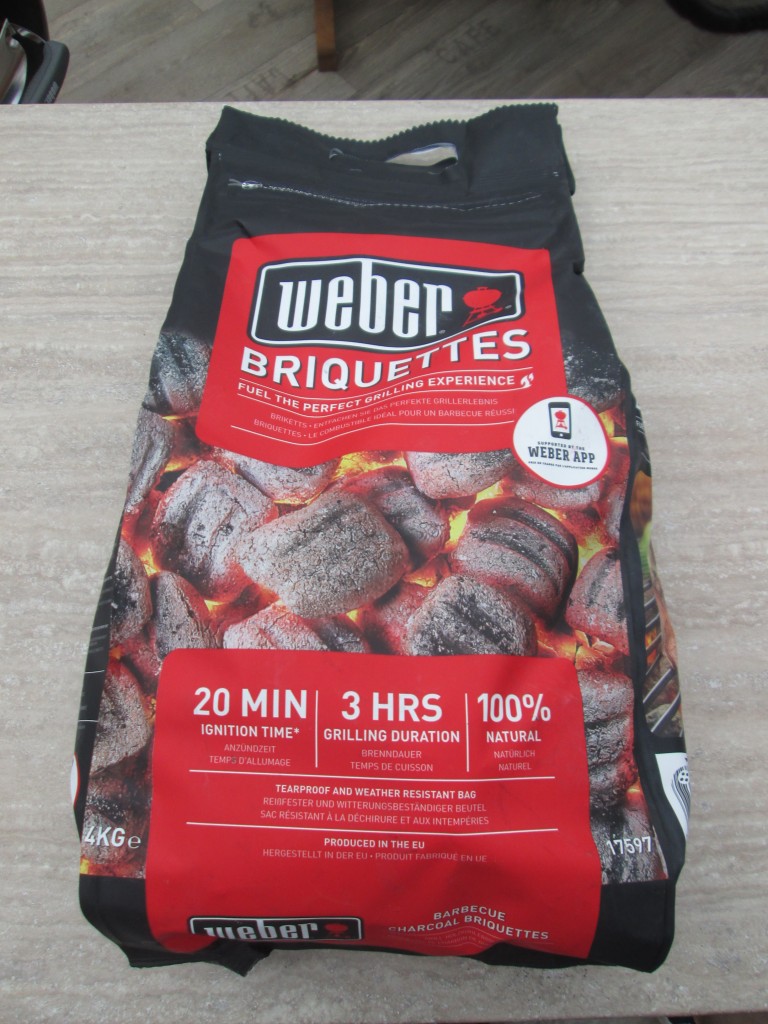 weber
BRIQUETTES
FUEL THE PERFECT GRILLING EXPERIENCE
BRIKETTS • ENTFACHEN SIE DAS PERFEKTE GRILLERLEBNIS
BRIQUETTES • LE COMBUSTIBLE IDÉAL POUR UN BARBECUE RÉUSSI
SUPPORTED BY THE
WEBER APP
20 MIN
IGNITION TIME*
ANZÜNDZEIT
TEMPS D'ALLUMAGE
3 HRS
GRILLING DURATION
BRENNDAUER
TEMPS DE CUISSON
100%
NATURAL
NATÜRLICH
NATUREL
TEARPROOF AND WEATHER RESISTANT BAG
REIßFESTER UND WITTERUNGSBESTÄNDIGER BEUTEL
SAC RÉSISTANT À LA DÉCHIRURE ET AUX INTEMPÉRIES
PRODUCED IN THE EU
HERGESTELLT IN DER EU • PRODUIT FABRIQUÉ EN UE
4KG e
17597
weber
BARBECUE
CHARCOAL BRIQUETTES